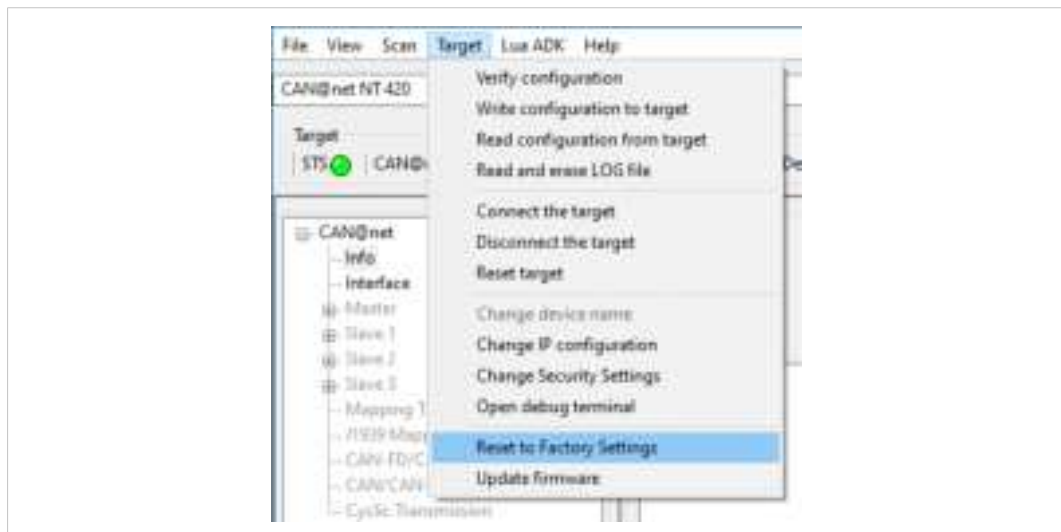 File View Scan Target Lua ADK Help
CAN@net NT 420
Verify configuration
Write configuration to target
Target
Read configuration from target
STS CAN@
Read and erase LOG file
Connect the target
CAN@net
Disconnect the target
Info
Reset target
Interface
Master
Change device name
Slave 1
Change IP configuration
Slave 2
Change Security Settings
Slave 3
Open debug terminal
Mapping T
J1939 Mapp
Reset to Factory Settings
CAN-FD/C
Update Firmware
CAN/CAN
Cyclic Transmission